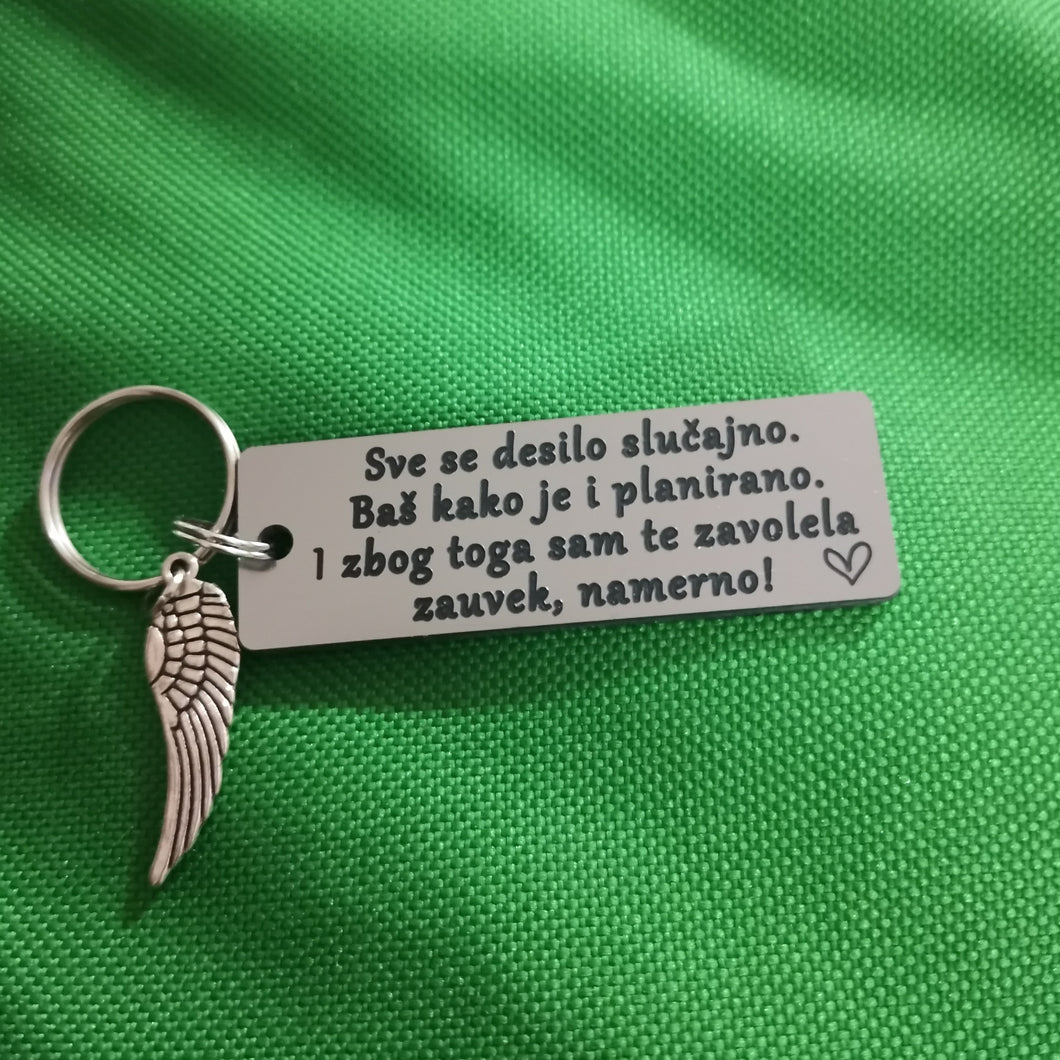 Sve se desilo slučajno.
Baš kako je i planirano.
I zbog toga sam te zavolela
zauvek, namerno!